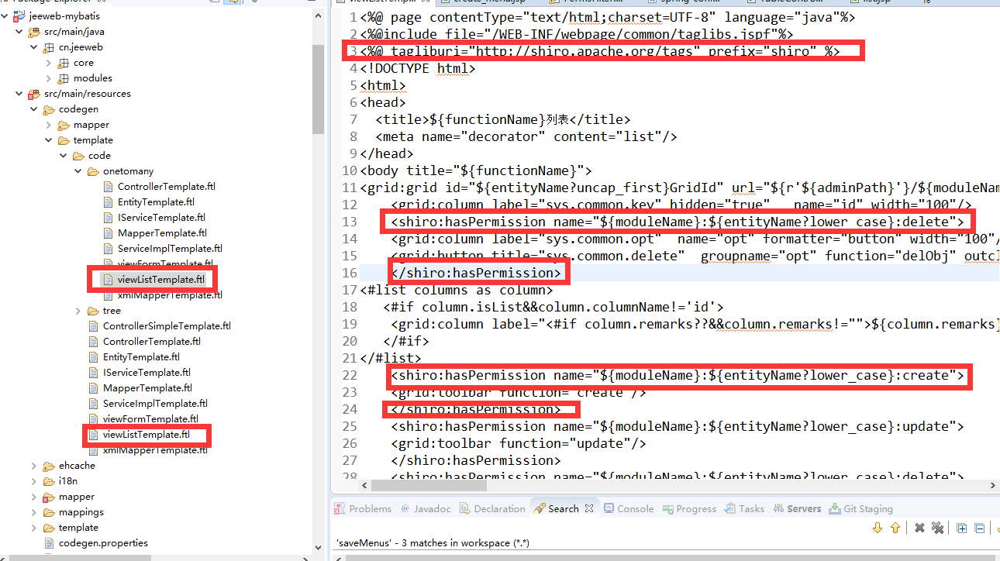 jeeweb-mybatis
src/main/java
cn.jeeweb
core
modules
src/main/resources
codegen
mapper
template
code
onetomany
ControllerTemplate.ftl
EntityTemplate.ftl
IServiceTemplate.ftl
MapperTemplate.ftl
ServiceImplTemplate.ftl
viewFormTemplate.ftl
viewListTemplate.ftl
xmlMapperTemplate.ftl
tree
ControllerSimpleTemplate.ftl
ControllerTemplate.ftl
EntityTemplate.ftl
IServiceTemplate.ftl
MapperTemplate.ftl
ServiceImplTemplate.ftl
viewFormTemplate.ftl
viewListTemplate.ftl
xmlMapperTemplate.ftl
ehcache
i18n
mapper
mappings
template
codegen.properties
1 <%@ page contentType="text/html;charset=UTF-8" language="java"%>
2 <%@include file="/WEB-INF/webpage/common/taglibs.jspf"%>
3 <%@ tagliburi="http://shiro.apache.org/tags" prefix="shiro" %>
4 <!DOCTYPE html>
5 <html>
6 <head>
7 <title>${functionName}列表</title>
8 <meta name="decorator" content="list"/>
9 </head>
10 <body title="${functionName}">
11 <grid:grid id="${entityName?uncap_first}GridId" url="${r'${adminPath}'}/${moduleNam
12 <grid:column label="sys.common.key" hidden="true" name="id" width="100"/>
13 <shiro:hasPermission name="${moduleName}:${entityName?lower_case}:delete">
14 <grid:column label="sys.common.opt" name="opt" formatter="button" width="100"/
15 <grid:button title="sys.common.delete" groupname="opt" function="delObj" outcl
16 </shiro:hasPermission>
17 <#list columns as column>
18 <#if column.isList&&column.columnName!='id'>
19 <grid:column label="<#if column.remarks??&&column.remarks!="">${column.remarks}
20 </#if>
21 </#list>
22 <shiro:hasPermission name="${moduleName}:${entityName?lower_case}:create">
23 <grid:toolbar function="create"/>
24 </shiro:hasPermission>
25 <shiro:hasPermission name="${moduleName}:${entityName?lower_case}:update">
26 <grid:toolbar function="update"/>
27 </shiro:hasPermission>
28 <shiro:hasPermission name="${moduleName}:${entityName?lower_case}:delete">
Problems Javadoc Declaration Search Console Progress Tasks Servers Git Staging
'saveMenus' - 3 matches in workspace (*.*)